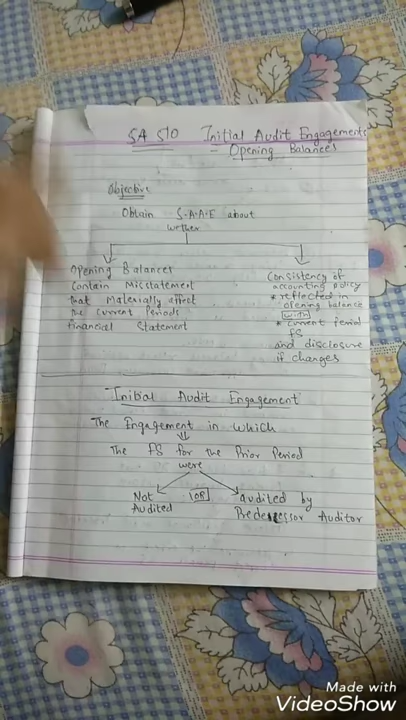 SA 510 Initial Audit Engagements
- Opening Balances
Objective
Obtain S.A.A.E about
wether
Opening Balances
Contain Misstatement
that Materially affect
the current Periods
Financial Statement
Consistency of
accounting policy
* reflected in
opening balance
with
* current period
FS
and disclosure
if changes
Initial Audit Engagement
The Engagement in which
The FS for the Prior Period
were
Not
Audited
OR
audited by
Predessessor Auditor
Made with
VideoShow